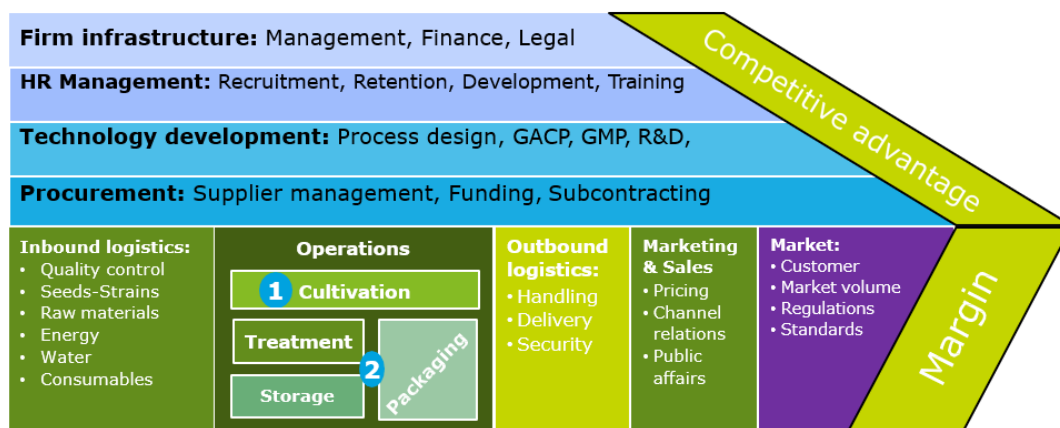 Firm infrastructure: Management, Finance, Legal
HR Management: Recruitment, Retention, Development, Training
Technology development: Process design, GACP, GMP, R&D,
Procurement: Supplier management, Funding, Subcontracting
Competitive advantage
Inbound logistics:
• Quality control
• Seeds-Strains
• Raw materials
• Energy
• Water
• Consumables
Operations
1 Cultivation
Treatment
2
Storage
Packaging
Outbound
logistics:
• Handling
• Delivery
• Security
Marketing
& Sales
• Pricing
• Channel
relations
• Public
affairs
Market:
• Customer
• Market volume
• Regulations
• Standards
Margin